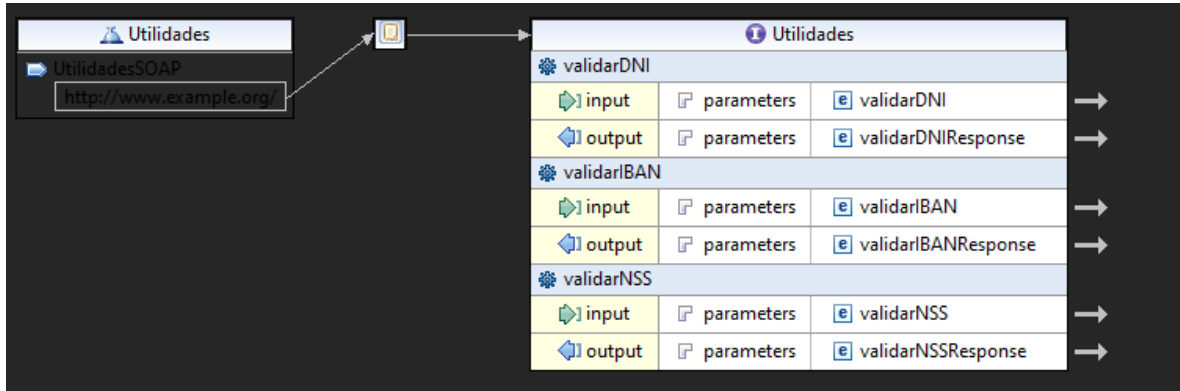 Utilidades
UtilidadesSOAP
http://www.example.org/
Utilidades
validarDNI
input parameters validarDNI
output parameters validarDNIResponse
validarIBAN
input parameters validarIBAN
output parameters validarIBANResponse
validarNSS
input parameters validarNSS
output parameters validarNSSResponse